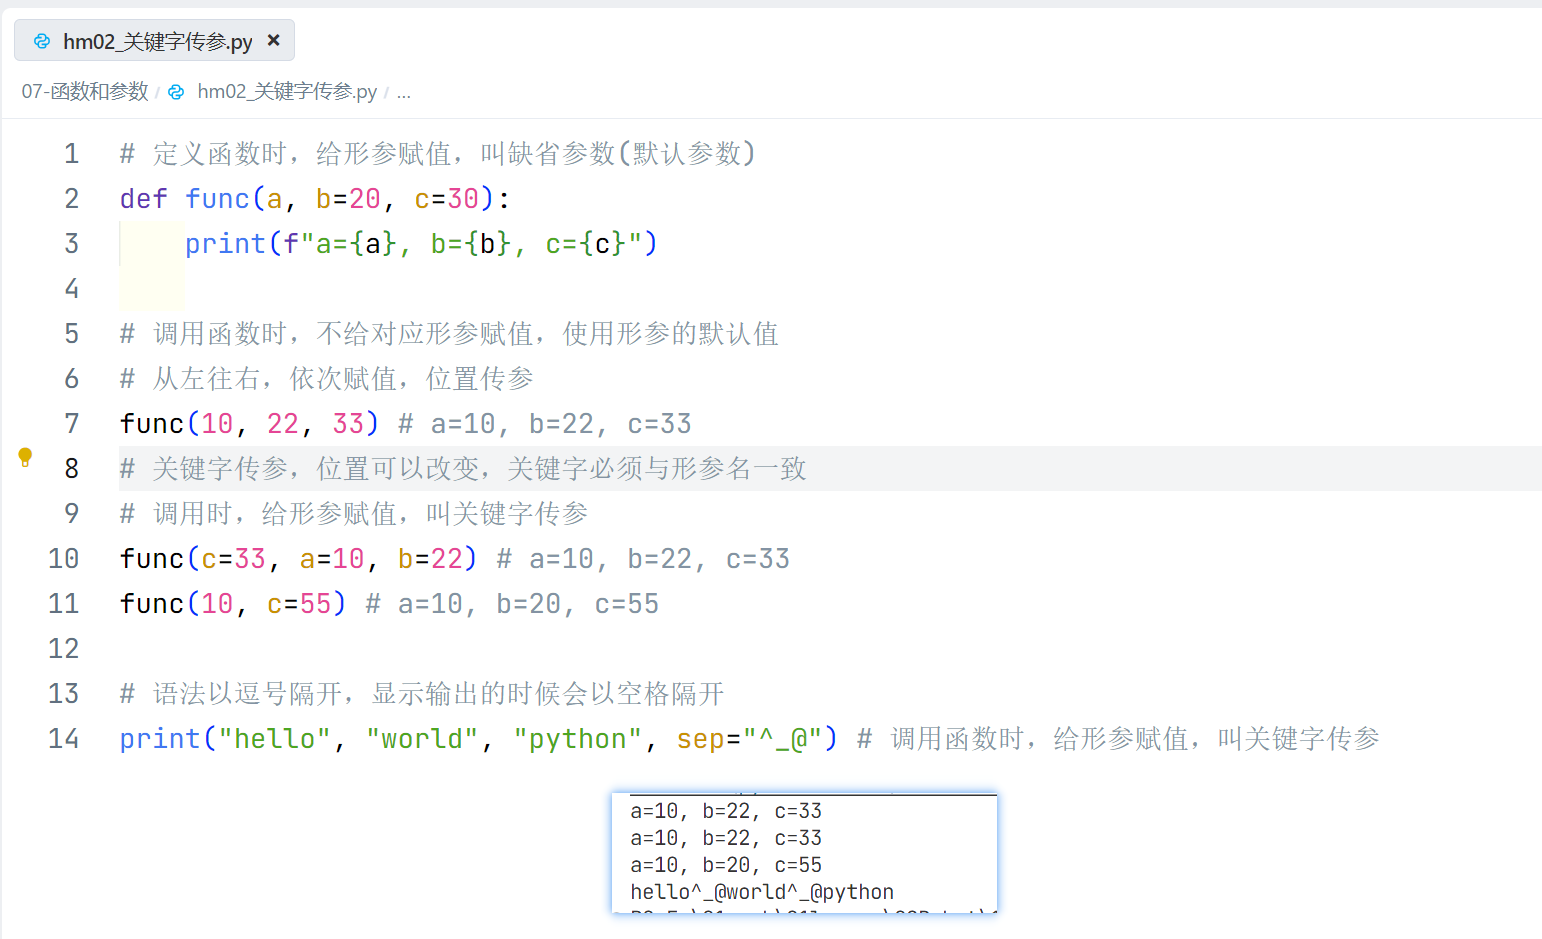 hm02_关键字传参.py ×
07-函数和参数 / hm02_关键字传参.py / ...
1 # 定义函数时，给形参赋值，叫缺省参数(默认参数)
2 def func(a, b=20, c=30):
3     print(f"a={a}, b={b}, c={c}")
4
5 # 调用函数时，不给对应形参赋值，使用形参的默认值
6 # 从左往右，依次赋值，位置传参
7 func(10, 22, 33) # a=10, b=22, c=33
8 # 关键字传参，位置可以改变，关键字必须与形参名一致
9 # 调用时，给形参赋值，叫关键字传参
10 func(c=33, a=10, b=22) # a=10, b=22, c=33
11 func(10, c=55) # a=10, b=20, c=55
12
13 # 语法以逗号隔开，显示输出的时候会以空格隔开
14 print("hello", "world", "python", sep="^_@") # 调用函数时，给形参赋值，叫关键字传参
a=10, b=22, c=33
a=10, b=22, c=33
a=10, b=20, c=55
hello^_@world^_@python